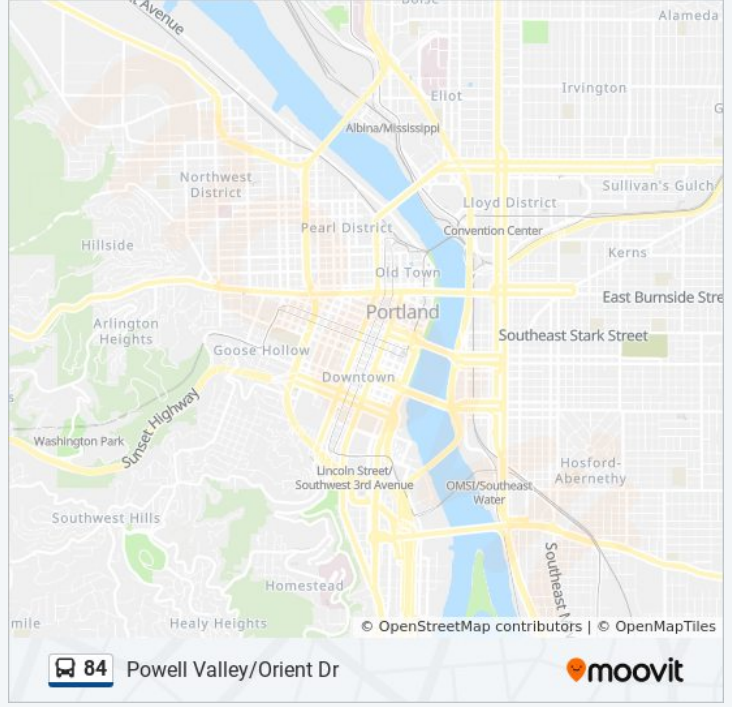 Boise
t Avenue
Alameda
Irvington
Eliot
G
Albina/Mississippi
Northwest
District
Sullivan's Gulch
Lloyd District
Pearl District
Convention Center
Hillside
Kerns
Old Town
East Burnside Stre
Portland
Arlington
Heights
Southeast Stark Street
Goose Hollow
Downtown
s
Sunset Highway
Washington Park
Hosford-
Abernethy
Lincoln Street/
Southwest 3rd Avenue
OMSI/Southeast
Water
Southwest Hills
Southeast M
Homestead
mile
Healy Heights
© OpenStreetMap contributors | © OpenMapTiles
84 Powell Valley/Orient Dr
moovit